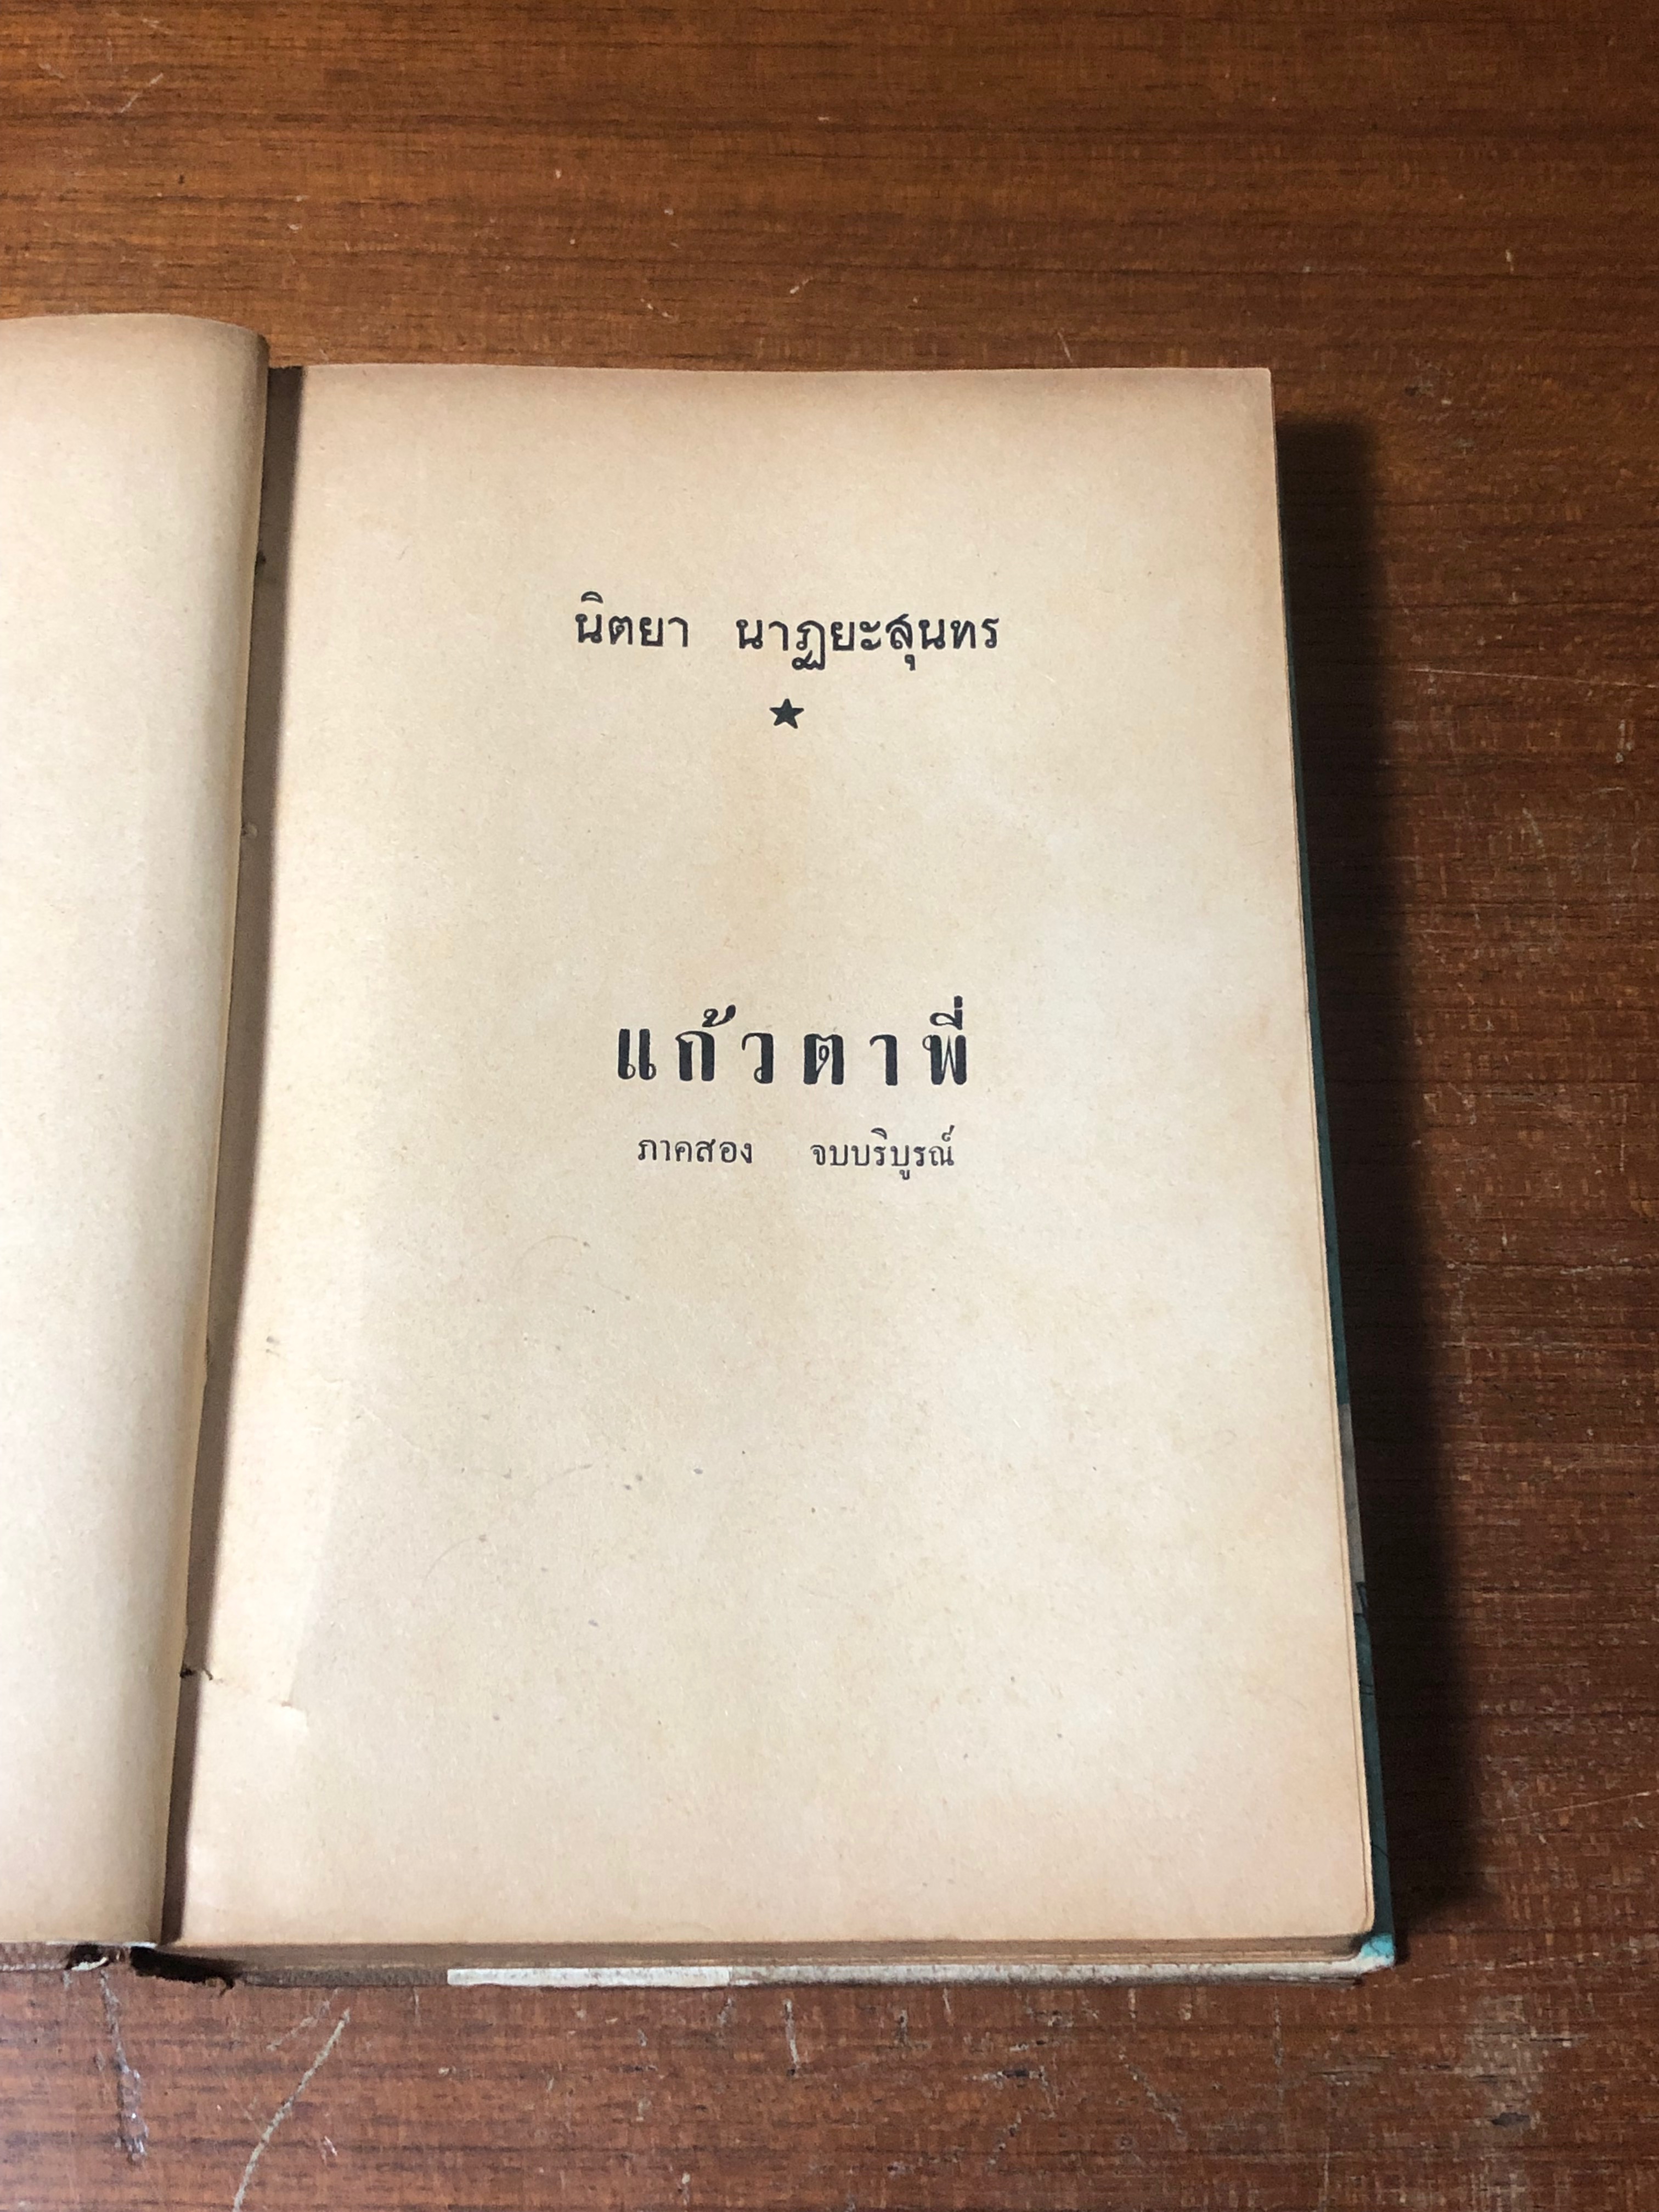 นิตยา นาฏยะสุนทร
★
แก้วตาพี่
ภาคสอง จบบริบูรณ์